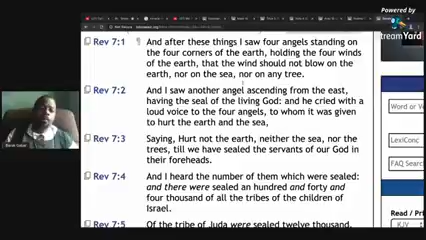 Powered by
StreamYard
Rev 7:1 ¶ And after these things I saw four angels standing on
the four corners of the earth, holding the four winds
of the earth, that the wind should not blow on the
earth, nor on the sea, nor on any tree.
Rev 7:2 And I saw another angel ascending from the east,
having the seal of the living God: and he cried with a
loud voice to the four angels, to whom it was given
to hurt the earth and the sea,
Word or V
Rev 7:3 Saying, Hurt not the earth, neither the sea, nor the
trees, till we have sealed the servants of our God in
their foreheads.
LexiConc
FAQ Searc
Rev 7:4 And I heard the number of them which were sealed:
and there were sealed an hundred and forty and
four thousand of all the tribes of the children of
Israel.
Read / Pri
Rev 7:5 Of the tribe of Juda were sealed twelve thousand.
KJV